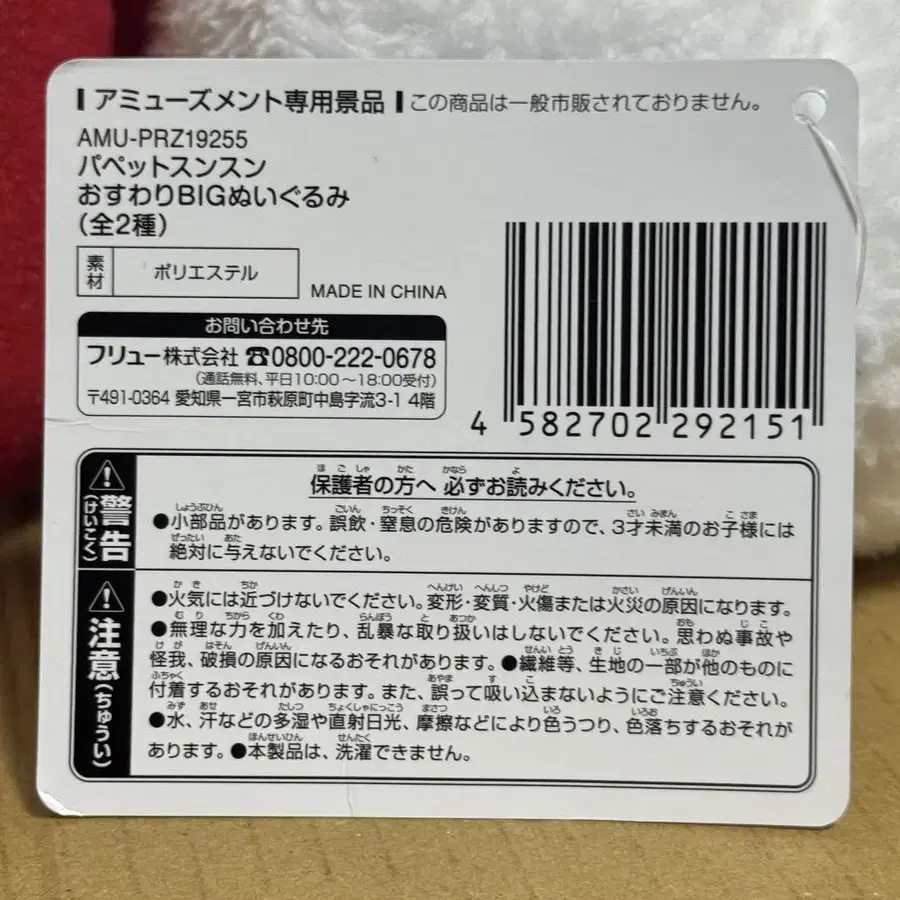 アミューズメント専用景品 この商品は一般市販されておりません。
AMU-PRZ19255
パペットスンスン
おすわりBIGぬいぐるみ
(全2種)
素材 ポリエステル
MADE IN CHINA
お問い合わせ先
フリュー株式会社 ☎0800-222-0678
(通話無料、平日10:00〜18:00受付)
〒491-0364 愛知県一宮市萩原町中島字流3-1 4階
4 582702 292151
警告(けいこく)
保護者の方へ 必ずお読みください。
●小部品があります。誤飲・窒息の危険がありますので、3才未満のお子様には
絶対に与えないでください。
注意(ちゅうい)
●火気には近づけないでください。変形・変質・火傷または火災の原因になります。
●無理な力を加えたり、乱暴な取り扱いはしないでください。思わぬ事故や
怪我、破損の原因になるおそれがあります。●繊維等、生地の一部が他のものに
付着するおそれがあります。また、誤って吸い込まないようにご注意ください。
●水、汗などの多湿や直射日光、摩擦などにより色うつり、色落ちするおそれが
あります。●本製品は、洗濯できません。